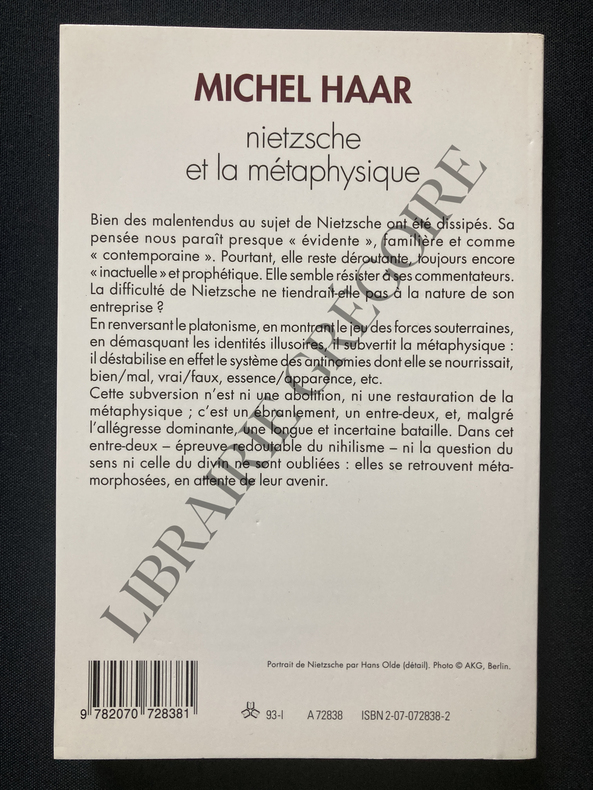 MICHEL HAAR
nietzsche
et la métaphysique
Bien des malentendus au sujet de Nietzsche ont été dissipés. Sa
pensée nous paraît presque « évidente », familière et comme
« contemporaine ». Pourtant, elle reste déroutante, toujours encore
« inactuelle » et prophétique. Elle semble résister à ses commentateurs.
La difficulté de Nietzsche ne tiendrait-elle pas à la nature de son
entreprise ?
En renversant le platonisme, en montrant le jeu des forces souterraines,
en démasquant les identités illusoires, il subvertit la métaphysique :
il déstabilise en effet le système des antinomies dont elle se nourrissait,
bien/mal, vrai/faux, essence/apparence, etc.
Cette subversion n'est ni une abolition, ni une restauration de la
métaphysique ; c'est un ébranlement, un entre-deux, et, malgré
l'allégresse dominante, une longue et incertaine bataille. Dans cet
entre-deux – épreuve redoutable du nihilisme – ni la question du
sens ni celle du divin ne sont oubliées : elles se retrouvent méta-
morphosées, en attente de leur avenir.
LIBRAIRIE GRÉGOIRE
Portrait de Nietzsche par Hans Olde (détail). Photo © AKG, Berlin.
9 782070 728381
93-I A 72838 ISBN 2-07-072838-2